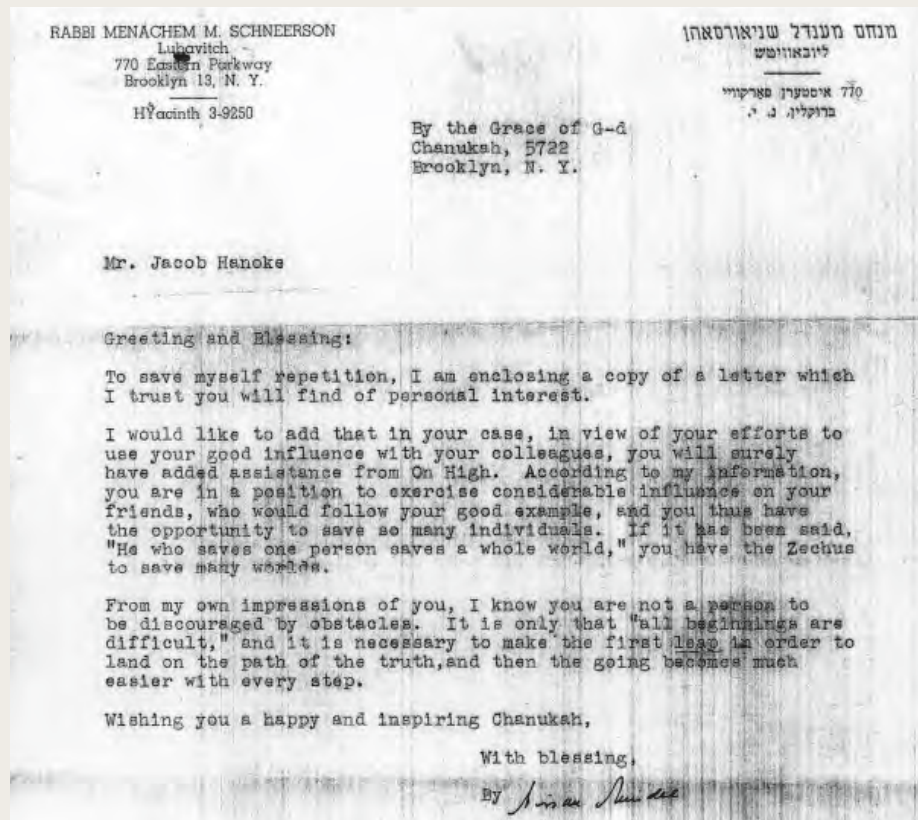 RABBI MENACHEM M. SCHNEERSON
Lubavitch
770 Eastern Parkway
Brooklyn 13, N. Y.
HYacinth 3-9250
מנחם מענדל שניאורסאהן
ליובאוויטש
770 איסטערן פארקוויי
ברוקלין, נ. י.
By the Grace of G-d
Chanukah, 5722
Brooklyn, N. Y.
Mr. Jacob Hanoke
Greeting and Blessing:
To save myself repetition, I am enclosing a copy of a letter which
I trust you will find of personal interest.
I would like to add that in your case, in view of your efforts to
use your good influence with your colleagues, you will surely
have added assistance from On High. According to my information,
you are in a position to exercise considerable influence on your
friends, who would follow your good example, and you thus have
the opportunity to save so many individuals. If it has been said,
"He who saves one person saves a whole world," you have the Zechus
to save many worlds.
From my own impressions of you, I know you are not a person to
be discouraged by obstacles. It is only that "all beginnings are
difficult," and it is necessary to make the first leap in order to
land on the path of the truth,and then the going becomes much
easier with every step.
Wishing you a happy and inspiring Chanukah,
With blessing,
By